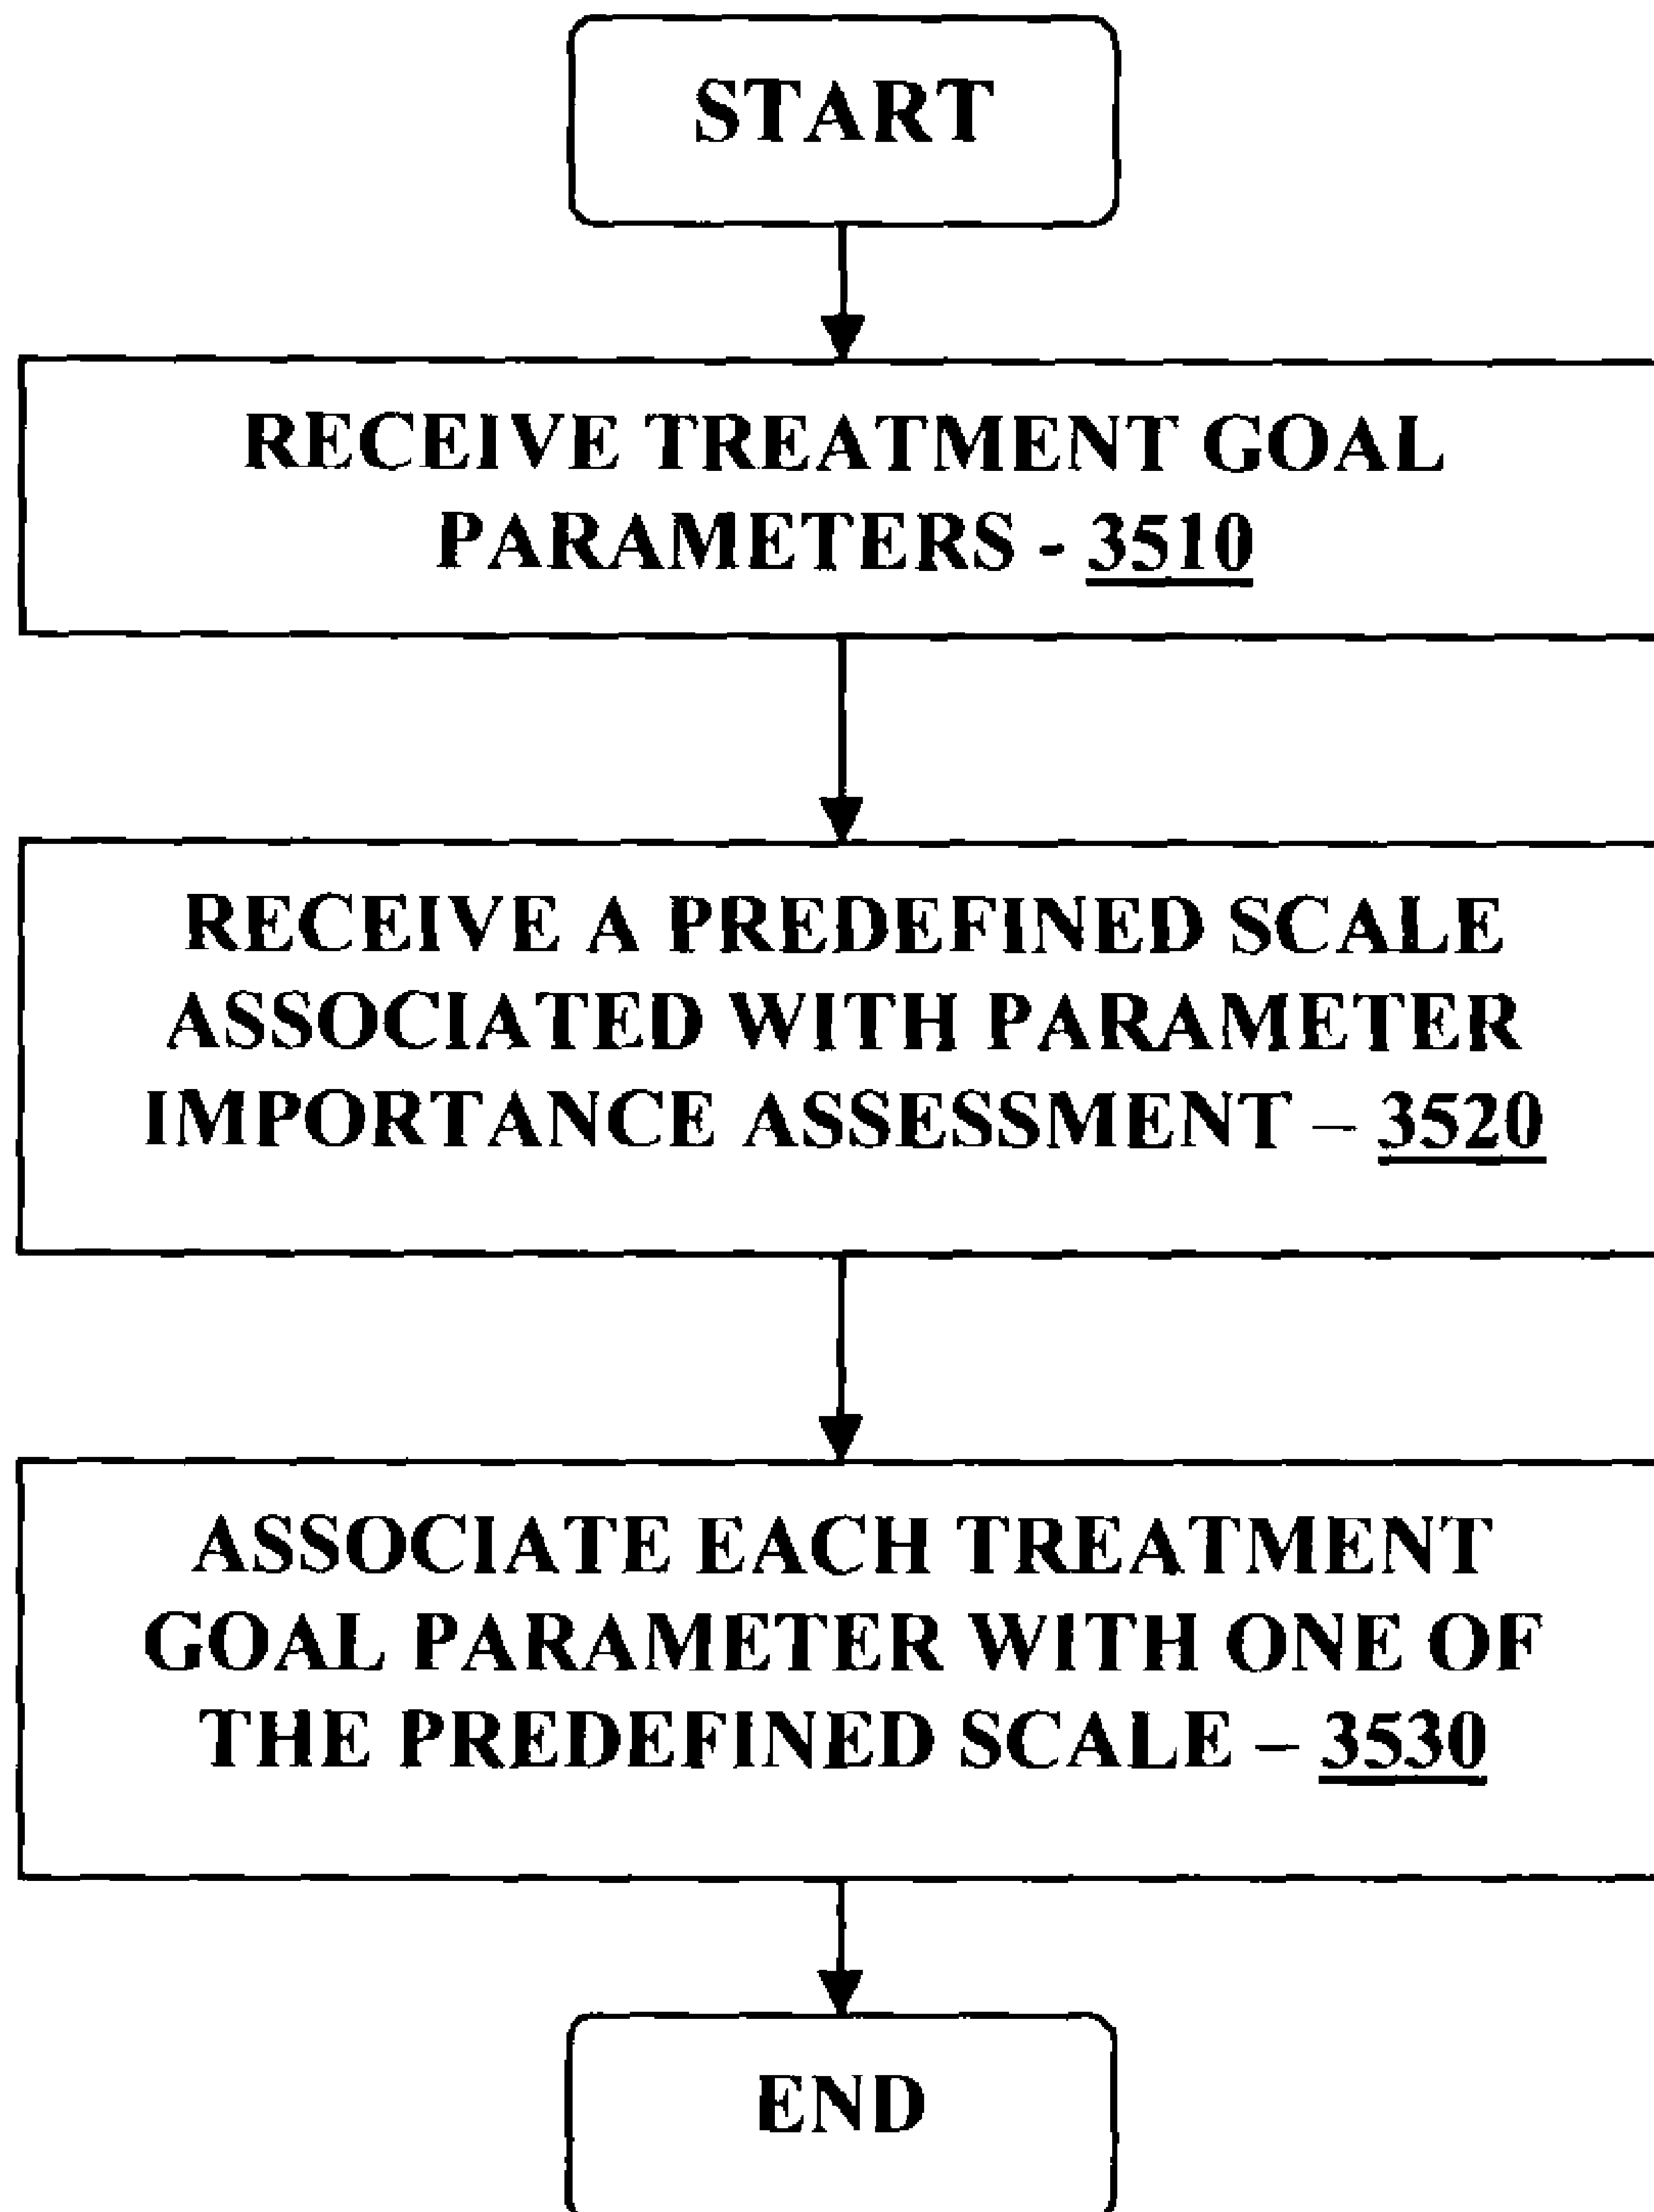 START
RECEIVE TREATMENT GOAL
PARAMETERS - 3510
RECEIVE A PREDEFINED SCALE
ASSOCIATED WITH PARAMETER
IMPORTANCE ASSESSMENT – 3520
ASSOCIATE EACH TREATMENT
GOAL PARAMETER WITH ONE OF
THE PREDEFINED SCALE – 3530
END